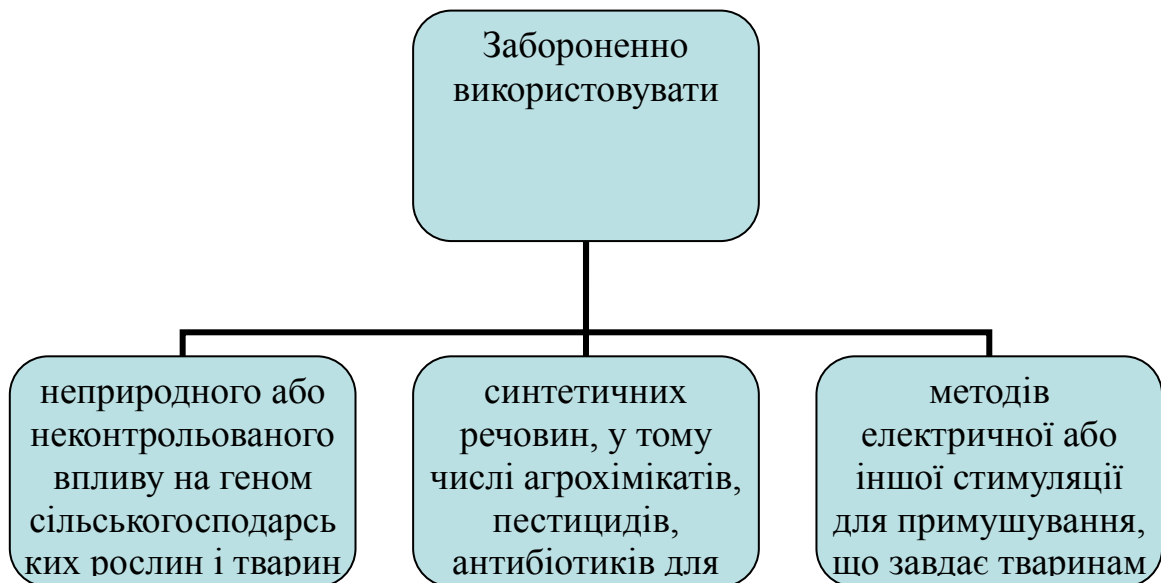 Забороненно
використовувати
неприродного або
неконтрольованого
впливу на геном
сільськогосподарсь
ких рослин і тварин
синтетичних
речовин, у тому
числі агрохімікатів,
пестицидів,
антибіотиків для
методів
електричної або
іншої стимуляції
для примушування,
що завдає тваринам